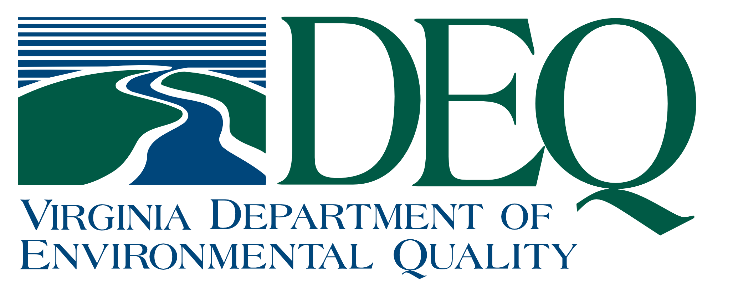 DEQ
VIRGINIA DEPARTMENT OF
ENVIRONMENTAL QUALITY